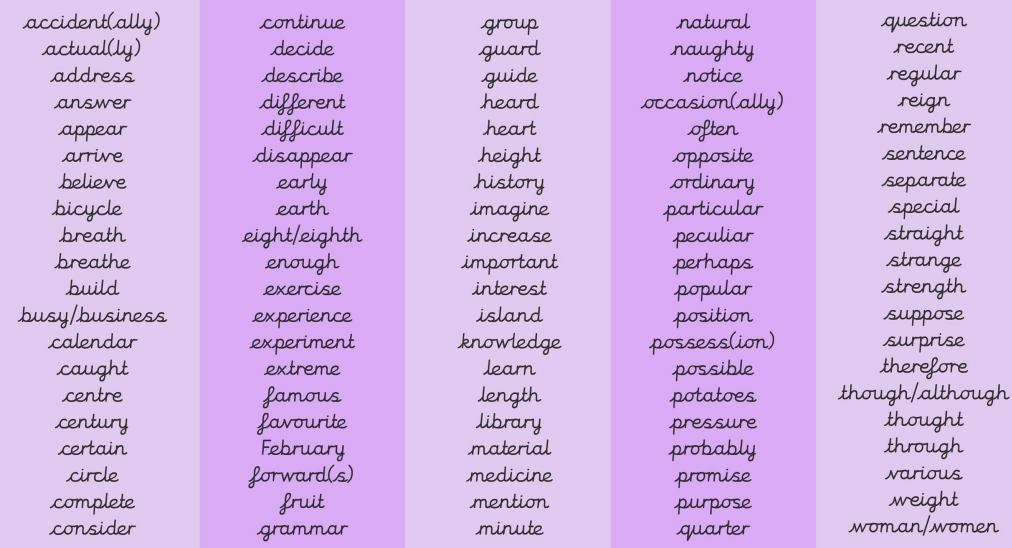 accident(ally)
actual(ly)
address
answer
appear
arrive
believe
bicycle
breath
breathe
build
busy/business
calendar
caught
centre
century
certain
circle
complete
consider
continue
decide
describe
different
difficult
disappear
early
earth
eight/eighth
enough
exercise
experience
experiment
extreme
famous
favourite
February
forward(s)
fruit
grammar
group
guard
guide
heard
heart
height
history
imagine
increase
important
interest
island
knowledge
learn
length
library
material
medicine
mention
minute
natural
naughty
notice
occasion(ally)
often
opposite
ordinary
particular
peculiar
perhaps
popular
position
possess(ion)
possible
potatoes
pressure
probably
promise
purpose
quarter
question
recent
regular
reign
remember
sentence
separate
special
straight
strange
strength
suppose
surprise
therefore
though/although
thought
through
various
weight
woman/women